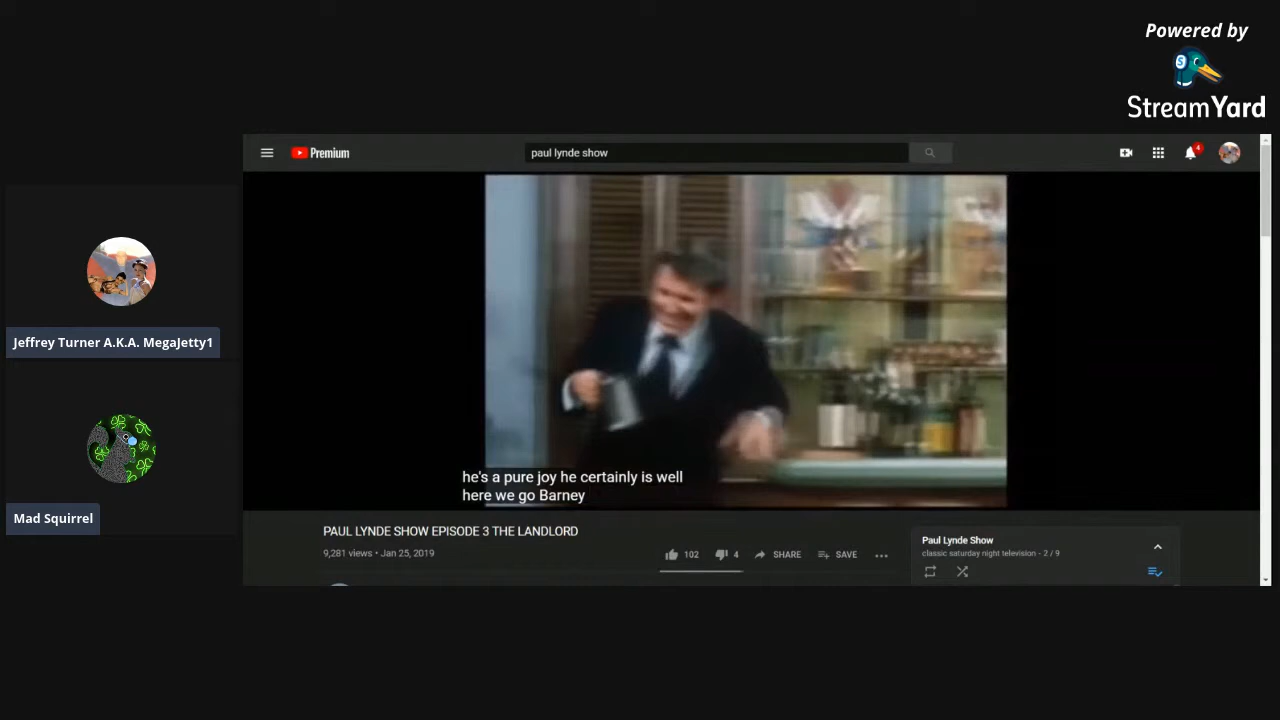 Powered by
StreamYard
Premium
paul lynde show
4
Jeffrey Turner A.K.A. MegaJetty1
Mad Squirrel
he's a pure joy he certainly is well
here we go Barney
PAUL LYNDE SHOW EPISODE 3 THE LANDLORD
9,281 views • Jan 25, 2019
102
4
SHARE
SAVE
Paul Lynde Show
classic saturday night television - 2 / 9